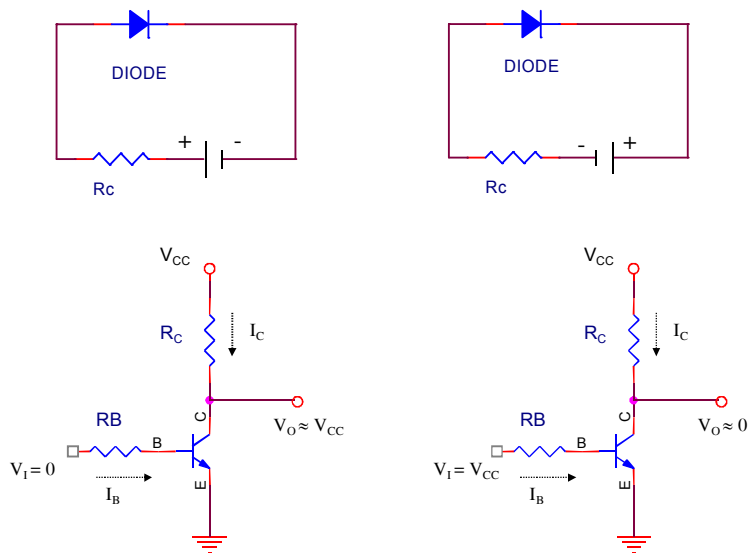 DIODE
+ -
Rc
DIODE
- +
Rc
VCC
RC
IC
RB
B
C
E
VO ≈ VCC
VI = 0
IB
VCC
RC
IC
RB
B
C
E
VO ≈ 0
VI = VCC
IB